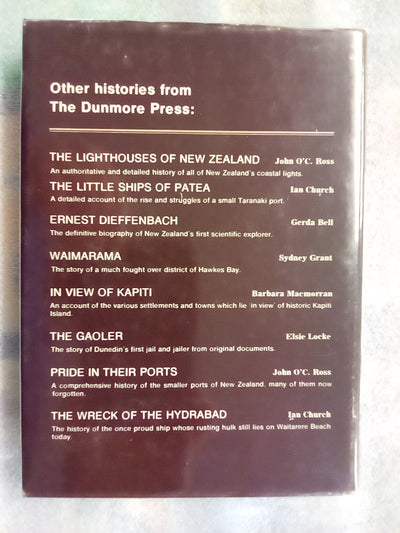 Other histories from
The Dunmore Press:
THE LIGHTHOUSES OF NEW ZEALAND John O'C. Ross
An authoritative and detailed history of all of New Zealand's coastal lights.
THE LITTLE SHIPS OF PATEA Ian Church
A detailed account of the rise and struggles of a small Taranaki port.
ERNEST DIEFFENBACH Gerda Bell
The definitive biography of New Zealand's first scientific explorer.
WAIMARAMA Sydney Grant
The story of a much fought over district of Hawkes Bay.
IN VIEW OF KAPITI Barbara Macmorran
An account of the various settlements and towns which lie 'in view' of historic Kapiti
Island.
THE GAOLER Elsie Locke
The story of Dunedin's first jail and jailer from original documents.
PRIDE IN THEIR PORTS John O'C. Ross
A comprehensive history of the smaller ports of New Zealand, many of them now
forgotten.
THE WRECK OF THE HYDRABAD Ian Church
The history of the once proud ship whose rusting hulk still lies on Waitarere Beach
today.